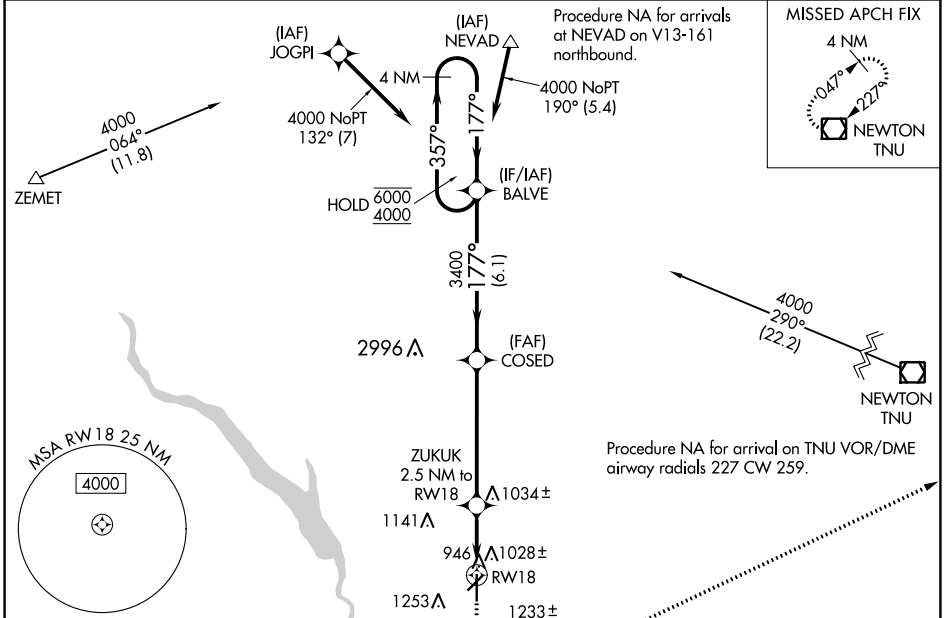 (IAF)
JOGPI
(IAF)
NEVAD
Procedure NA for arrivals
at NEVAD on V13-161
northbound.
MISSED APCH FIX
4 NM
047°
227°
NEWTON
TNU
4 NM
4000 NoPT
190° (5.4)
4000 NoPT
132° (7)
4000
064°
(11.8)
ZEMET
357°
177°
HOLD 6000
4000
(IF/IAF)
BALVE
3400
177°
(6.1)
4000
290°
(22.2)
2996
(FAF)
COSED
NEWTON
TNU
Procedure NA for arrival on TNU VOR/DME
airway radials 227 CW 259.
MSA RW18 25 NM
4000
ZUKUK
2.5 NM to
RW18
1034±
1141
946
1028±
RW18
1253
1233±